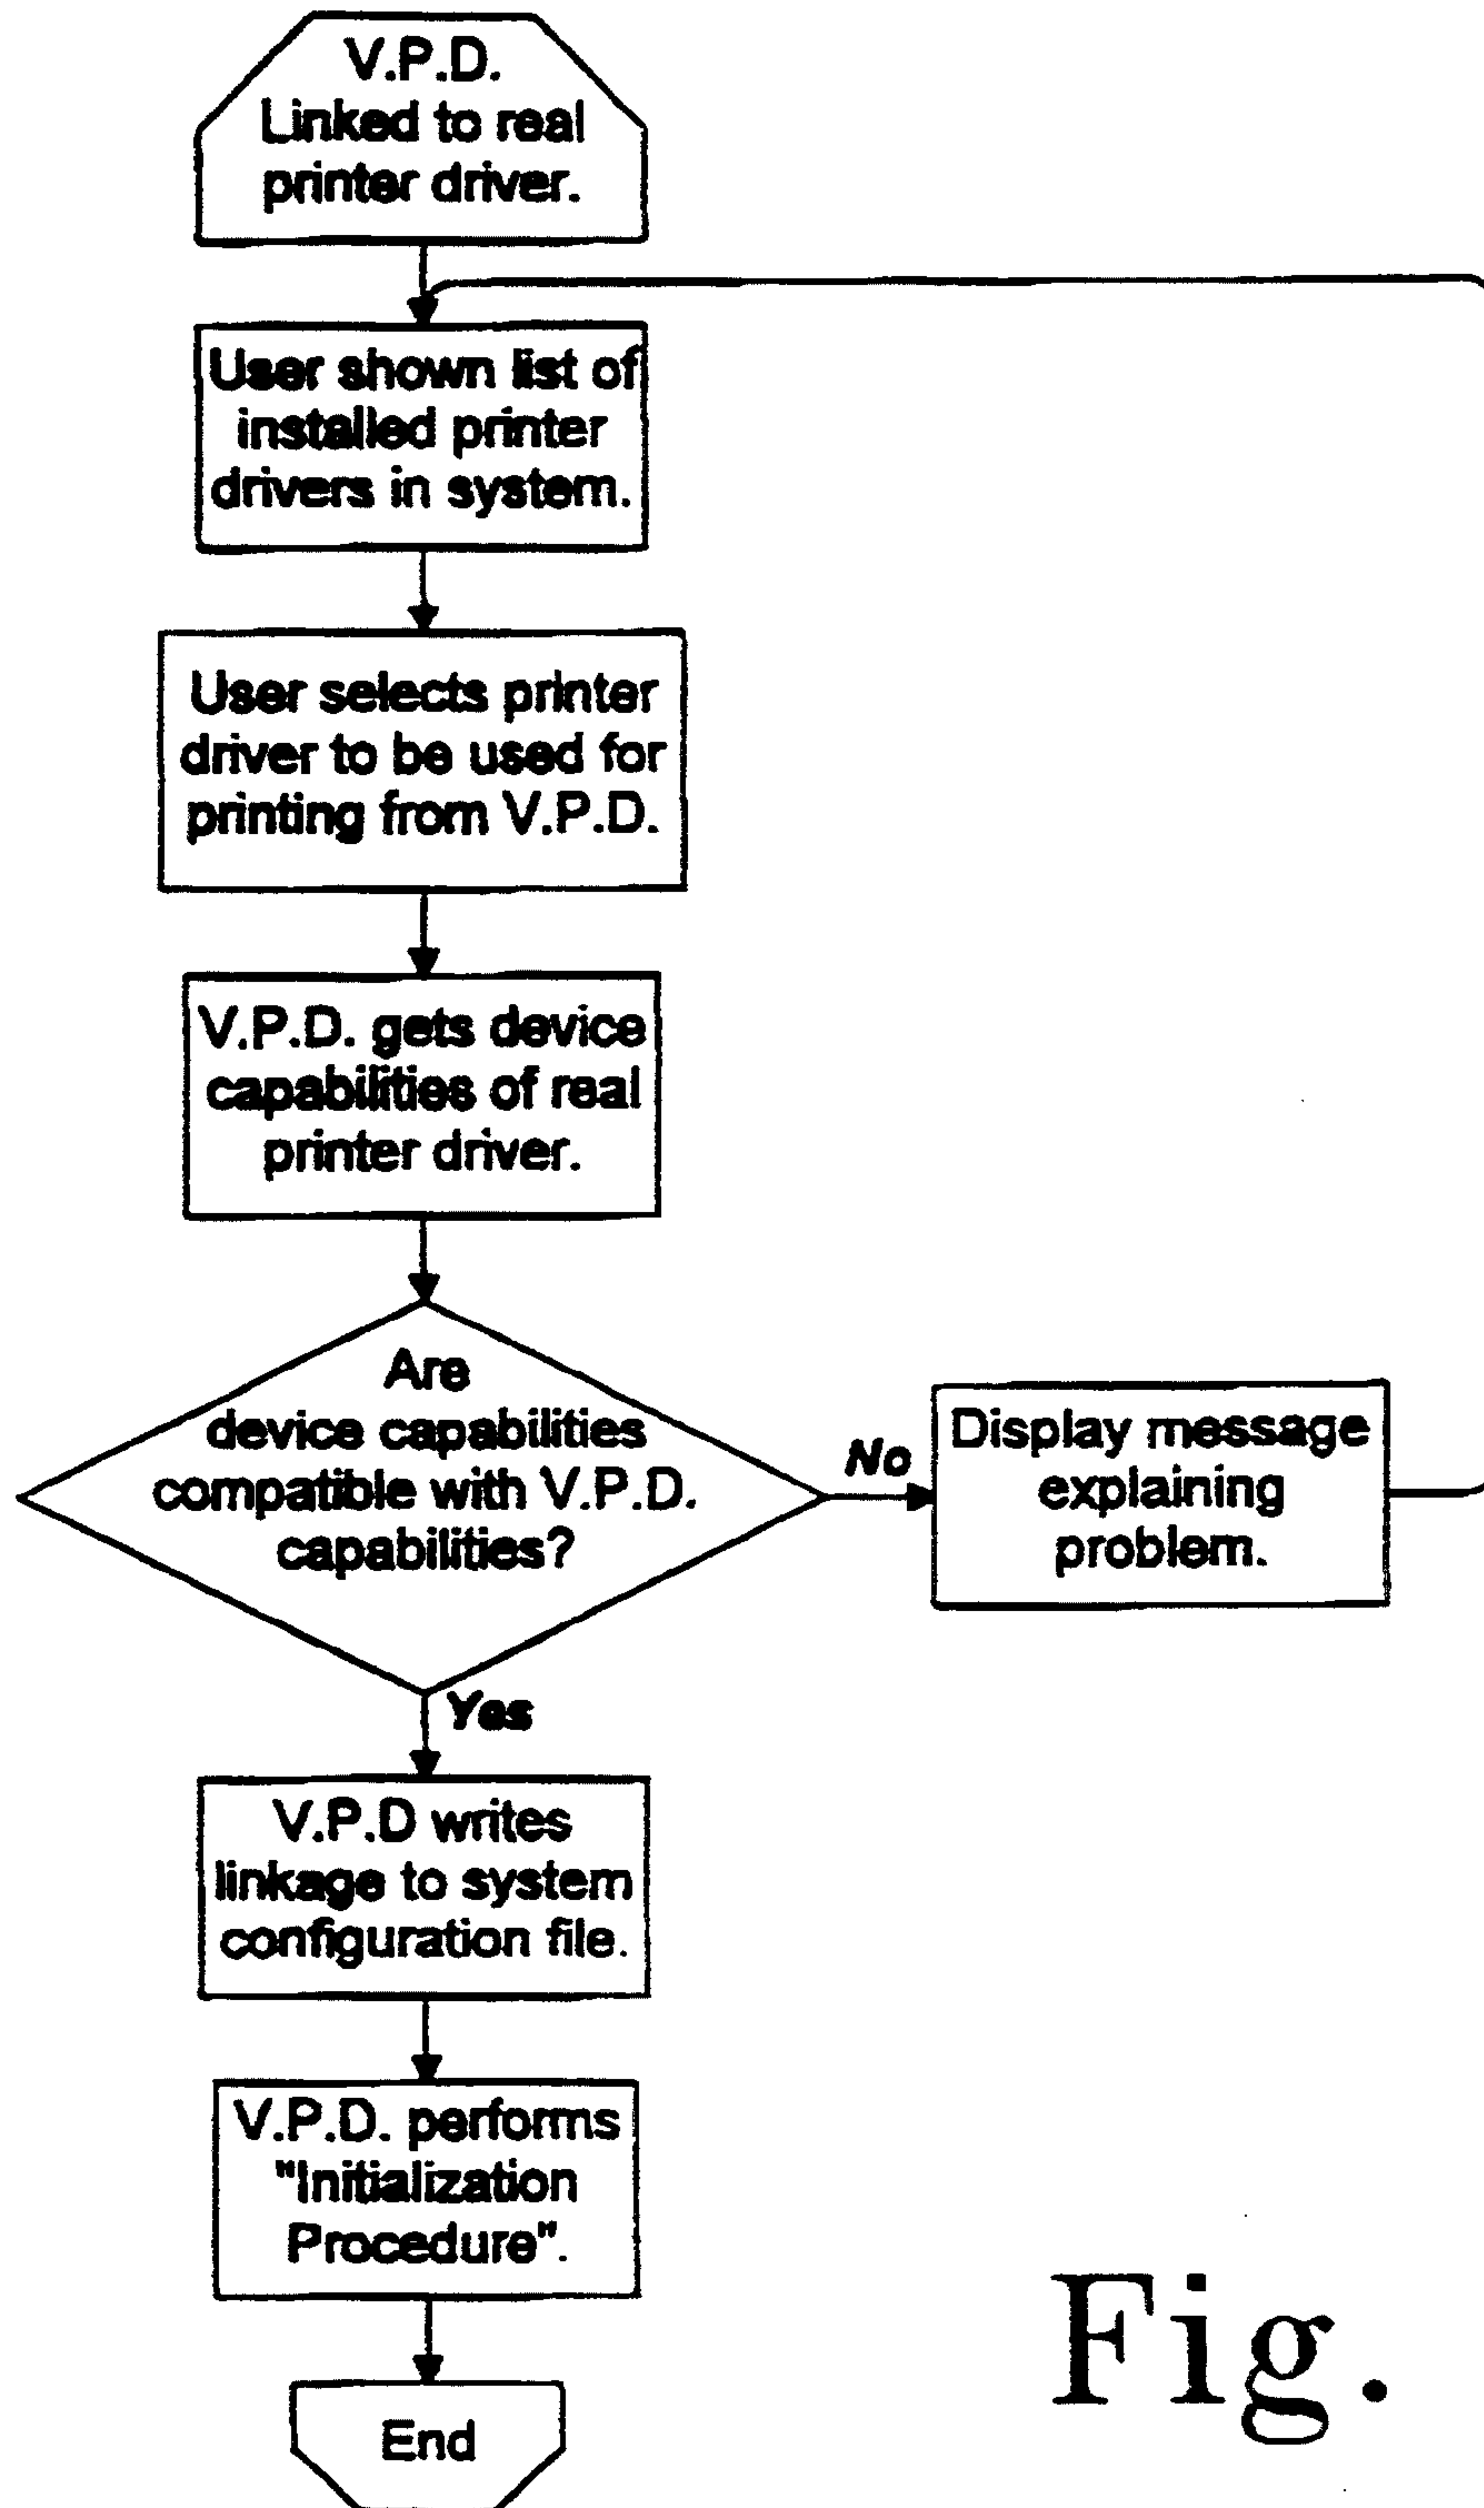 V.P.D.
Linked to real
printer driver.
User shown list of
installed printer
drivers in system.
User selects printer
driver to be used for
printing from V.P.D.
V.P.D. gets device
capabilities of real
printer driver.
Are
device capabilities
compatible with V.P.D.
capabilities?
No
Display message
explaining
problem.
Yes
V.P.D writes
linkage to system
configuration file.
V.P.D. performs
"Initialization
Procedure".
End
Fig.